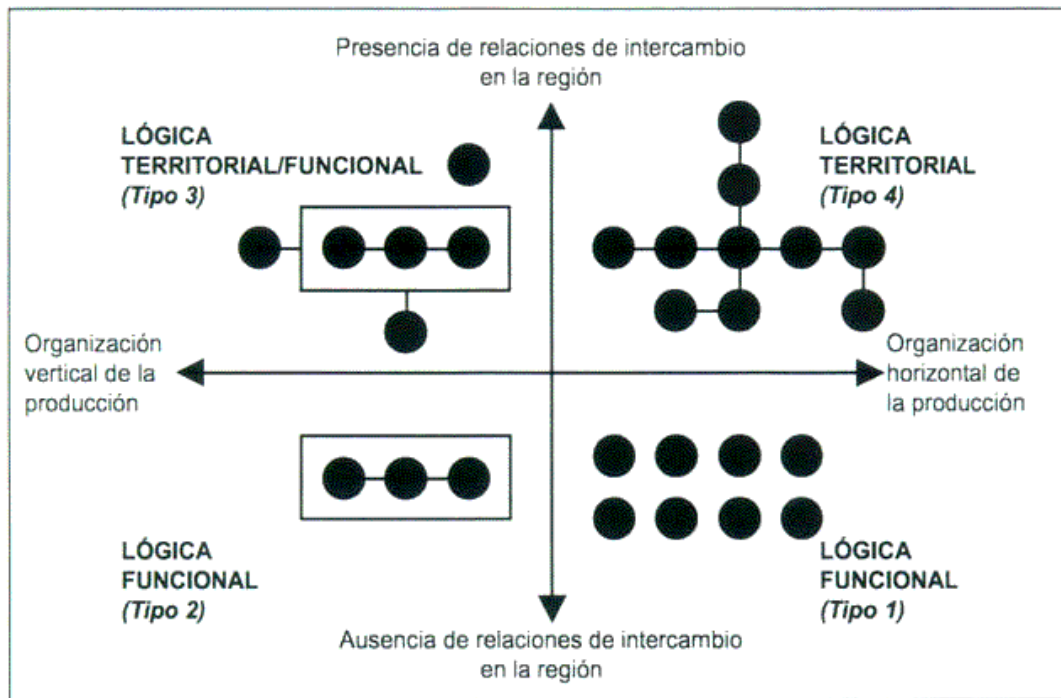 Presencia de relaciones de intercambio
en la región
LÓGICA
TERRITORIAL/FUNCIONAL
(Tipo 3)
LÓGICA
TERRITORIAL
(Tipo 4)
Organización
vertical de la
producción
Organización
horizontal de
la producción
LÓGICA
FUNCIONAL
(Tipo 2)
LÓGICA
FUNCIONAL
(Tipo 1)
Ausencia de relaciones de intercambio
en la región